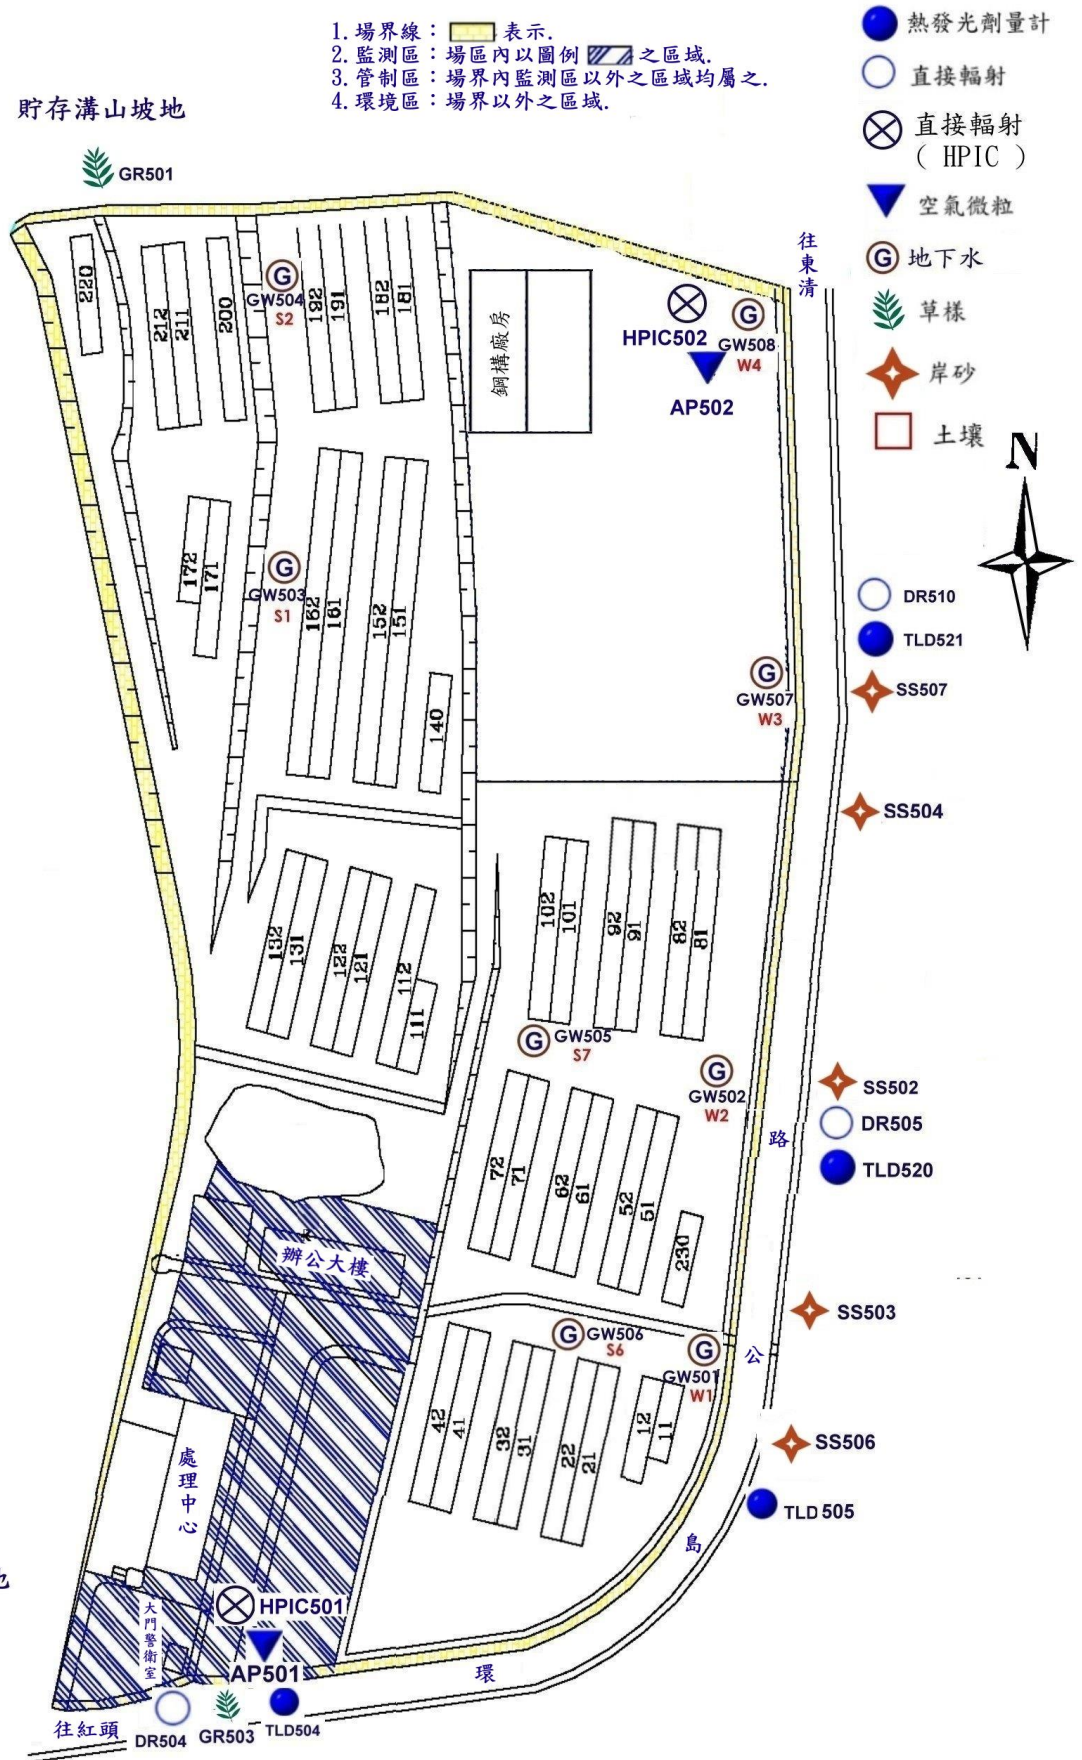 1. 場界線： 表示.
2. 監測區：場區內以圖例 之區域.
3. 管制區：場界內監測區以外之區域均屬之.
4. 環境區：場界以外之區域.
熱發光劑量計
直接輻射
直接輻射
( HPIC )
空氣微粒
G 地下水
草樣
岸砂
土壤
N
貯存溝山坡地
GR501
往東清
220
212
211
200
G
GW504
S2
192
191
182
181
鋼構廠房
HPIC502
G
GW508
W4
AP502
172
171
G
GW503
S1
162
161
152
151
140
G
GW507
W3
DR510
TLD521
SS507
SS504
132
131
122
121
112
111
102
101
92
91
82
81
G
GW505
S7
G
GW502
W2
SS502
DR505
TLD520
路
72
71
62
61
52
51
230
辦公大樓
SS503
G
GW506
S6
G
GW501
W1
公
42
41
32
31
22
21
12
11
SS506
TLD505
處理中心
島
大門警衛室
HPIC501
AP501
環
往紅頭
DR504
GR503
TLD504